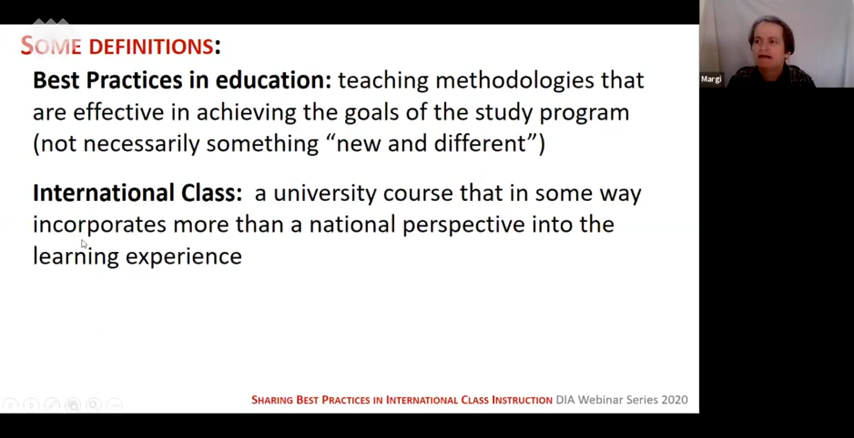 SOME DEFINITIONS:
Best Practices in education: teaching methodologies that
are effective in achieving the goals of the study program
(not necessarily something “new and different”)
International Class: a university course that in some way
incorporates more than a national perspective into the
learning experience
SHARING BEST PRACTICES IN INTERNATIONAL CLASS INSTRUCTION DIA Webinar Series 2020
Margi